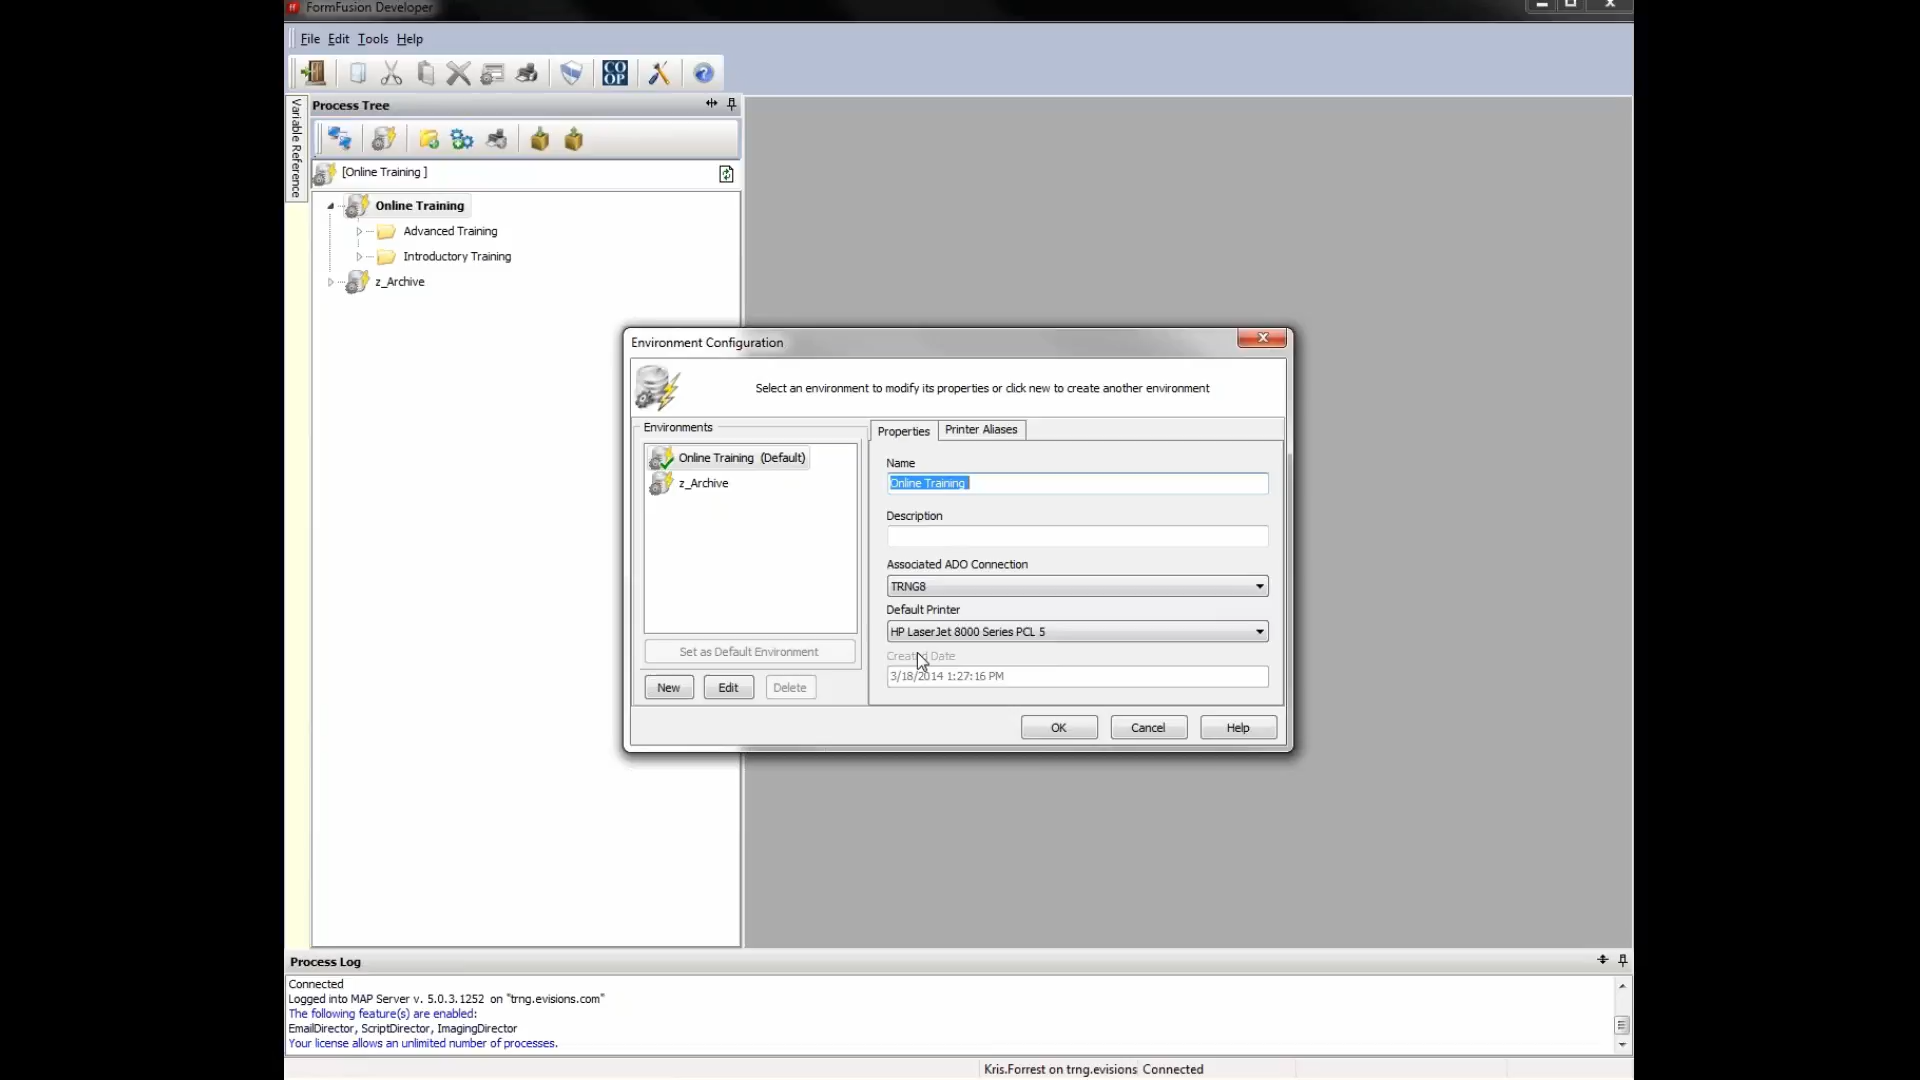 FormFusion Developer
File Edit Tools Help
CO
OP
Variable Reference
Process Tree
[Online Training ]
Online Training
Advanced Training
Introductory Training
z_Archive
Environment Configuration
Select an environment to modify its properties or click new to create another environment
Environments
Online Training (Default)
z_Archive
Set as Default Environment
New Edit Delete
Properties Printer Aliases
Name
Online Training
Description
Associated ADO Connection
TRNG8
Default Printer
HP LaserJet 8000 Series PCL 5
Created Date
3/18/2014 1:27:16 PM
OK Cancel Help
Process Log
Connected
Logged into MAP Server v. 5.0.3.1252 on "trng.evisions.com"
The following feature(s) are enabled:
EmailDirector, ScriptDirector, ImagingDirector
Your license allows an unlimited number of processes.
Kris.Forrest on trng.evisions Connected